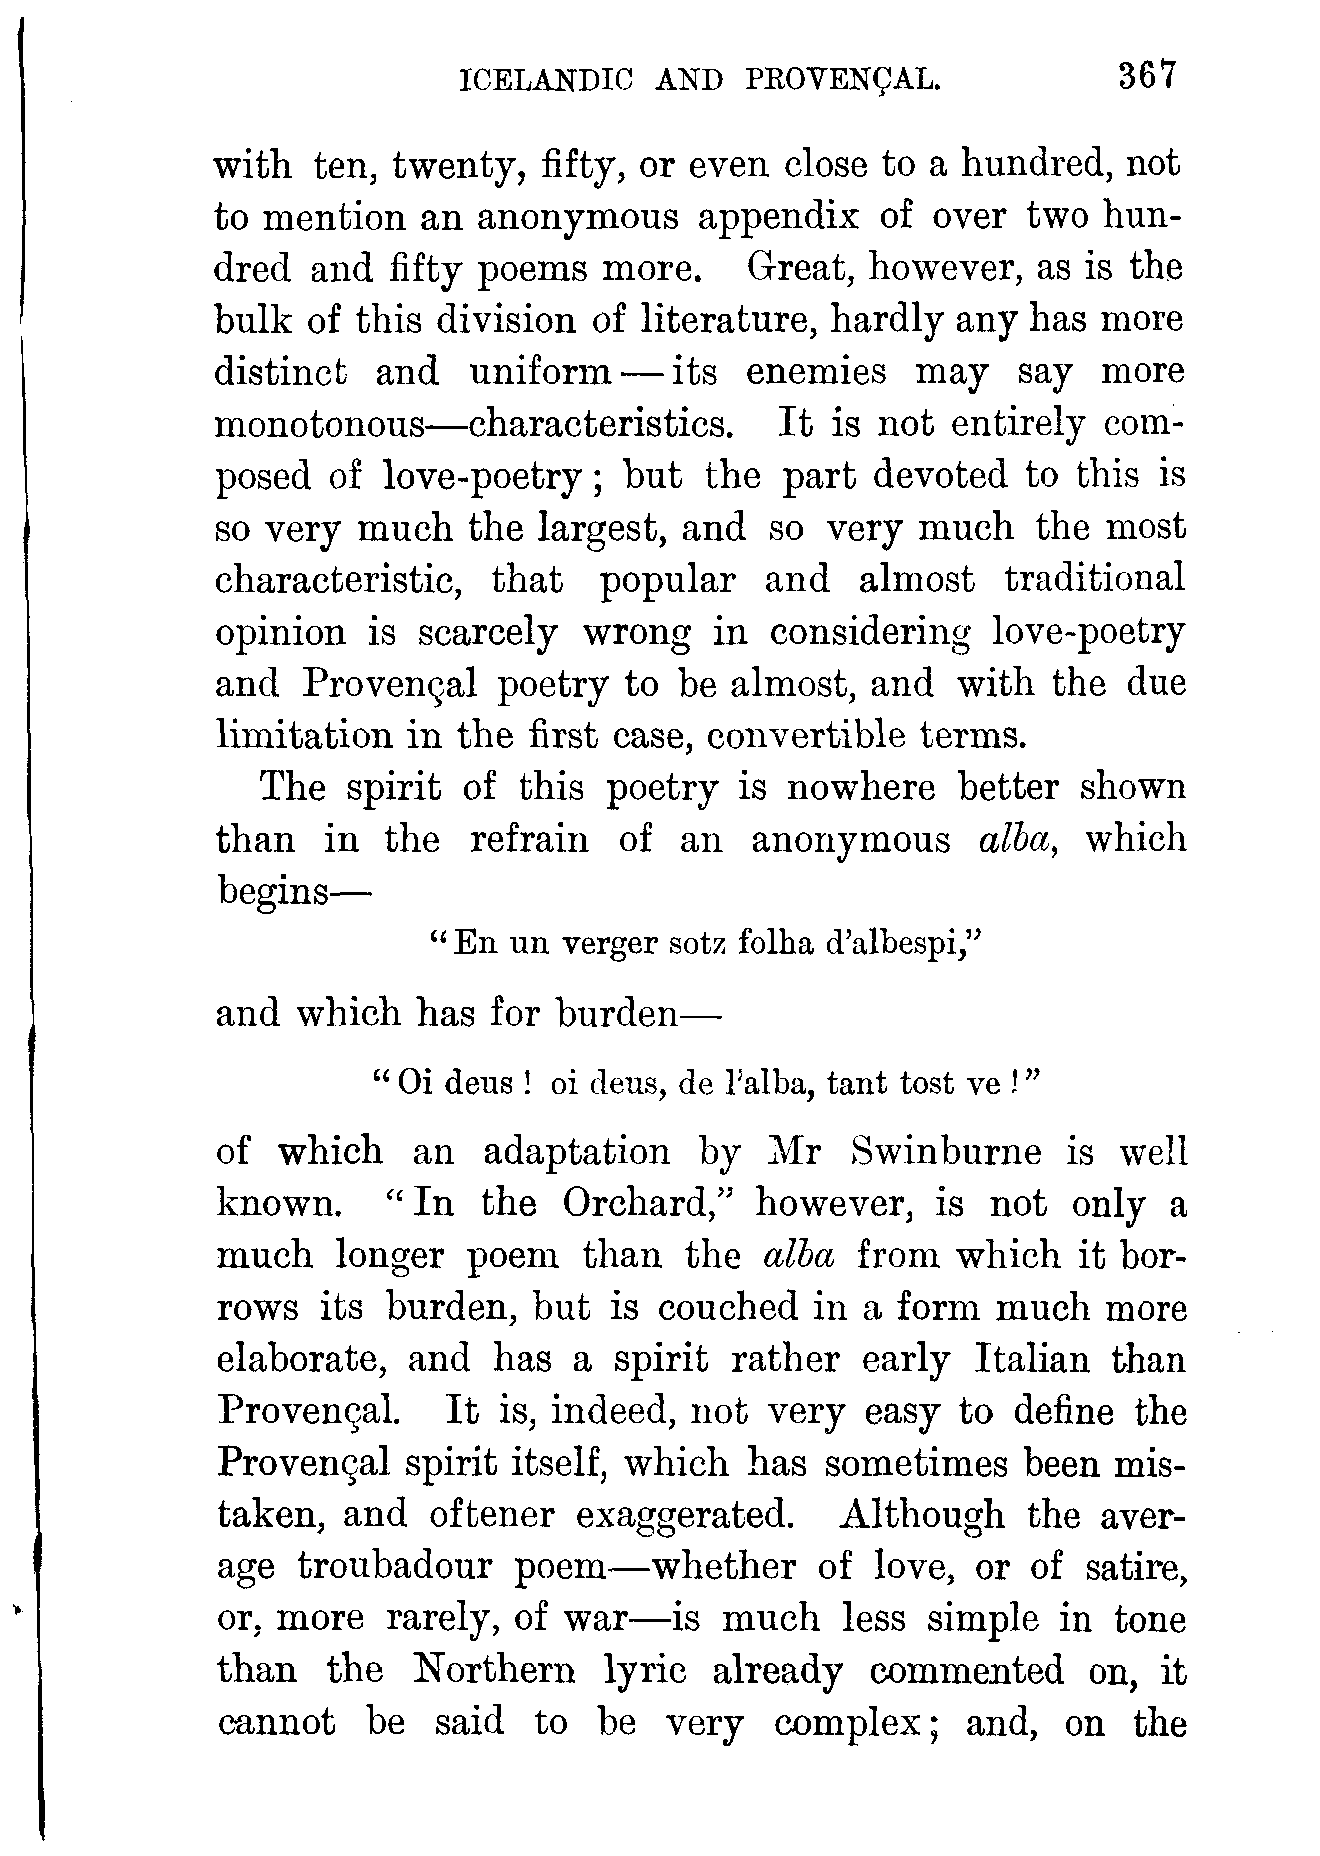 ICELANDIC AND PROVENÇAL. 367
with ten, twenty, fifty, or even close to a hundred, not
to mention an anonymous appendix of over two hun-
dred and fifty poems more. Great, however, as is the
bulk of this division of literature, hardly any has more
distinct and uniform — its enemies may say more
monotonous—characteristics. It is not entirely com-
posed of love-poetry; but the part devoted to this is
so very much the largest, and so very much the most
characteristic, that popular and almost traditional
opinion is scarcely wrong in considering love-poetry
and Provençal poetry to be almost, and with the due
limitation in the first case, convertible terms.
The spirit of this poetry is nowhere better shown
than in the refrain of an anonymous alba, which
begins—
"En un verger sotz folha d'albespi,"
and which has for burden—
"Oi deus! oi deus, de l'alba, tant tost ve!"
of which an adaptation by Mr Swinburne is well
known. "In the Orchard," however, is not only a
much longer poem than the alba from which it bor-
rows its burden, but is couched in a form much more
elaborate, and has a spirit rather early Italian than
Provençal. It is, indeed, not very easy to define the
Provençal spirit itself, which has sometimes been mis-
taken, and oftener exaggerated. Although the aver-
age troubadour poem—whether of love, or of satire,
or, more rarely, of war—is much less simple in tone
than the Northern lyric already commented on, it
cannot be said to be very complex; and, on the